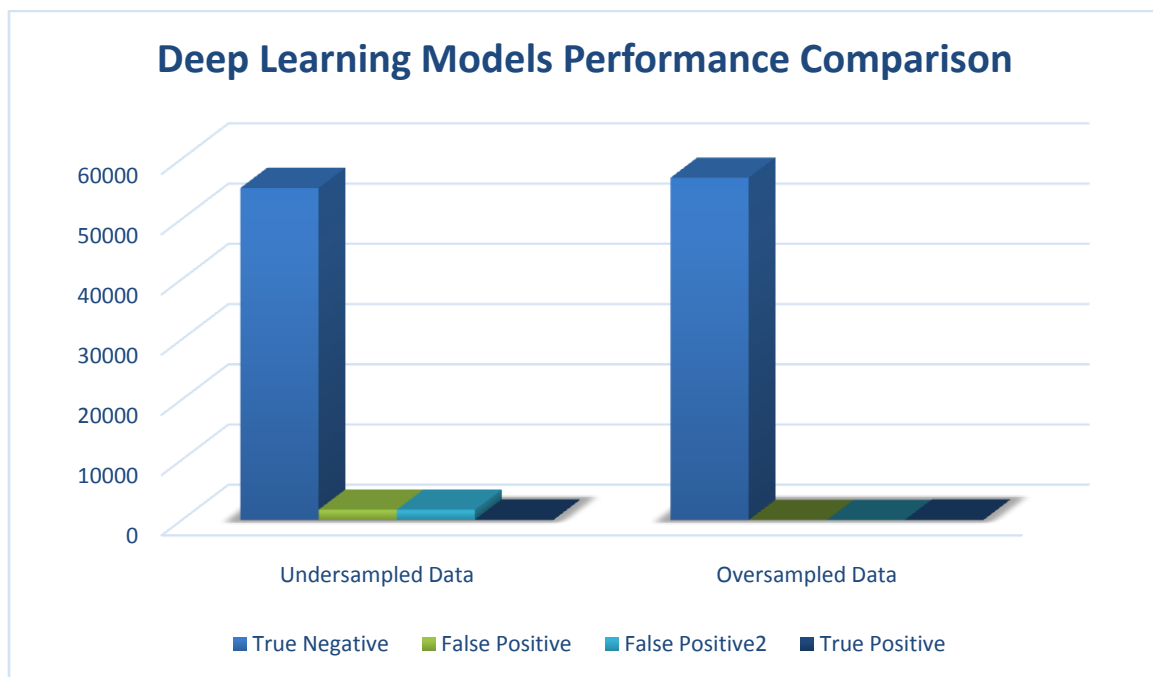 Deep Learning Models Performance Comparison
60000
50000
40000
30000
20000
10000
0
Undersampled Data Oversampled Data
True Negative False Positive False Positive2 True Positive